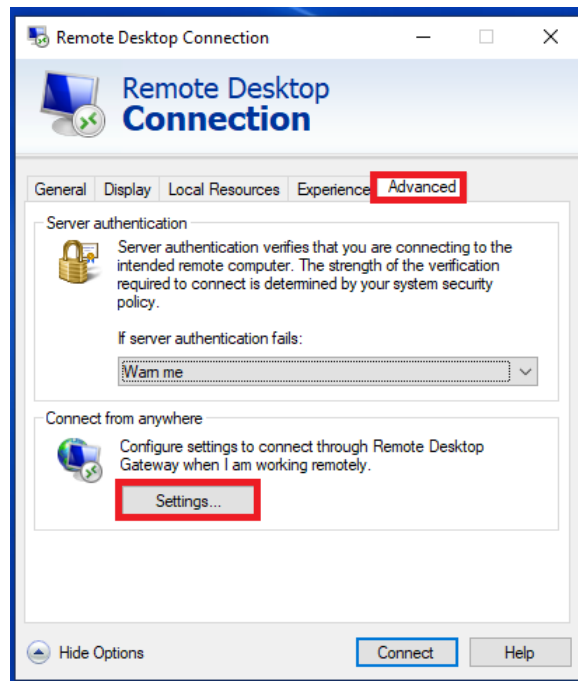 Remote Desktop Connection
Remote Desktop
Connection
General Display Local Resources Experience Advanced
Server authentication
Server authentication verifies that you are connecting to the
intended remote computer. The strength of the verification
required to connect is determined by your system security
policy.
If server authentication fails:
Warn me
Connect from anywhere
Configure settings to connect through Remote Desktop
Gateway when I am working remotely.
Settings...
Hide Options Connect Help